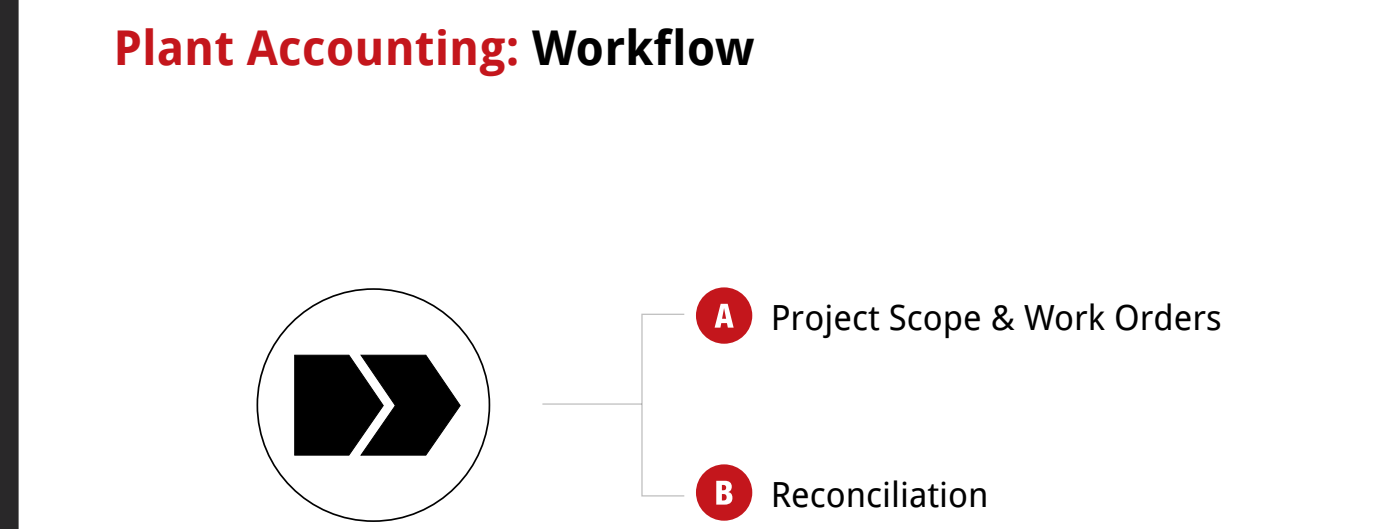 Plant Accounting: Workflow
A Project Scope & Work Orders
B Reconciliation